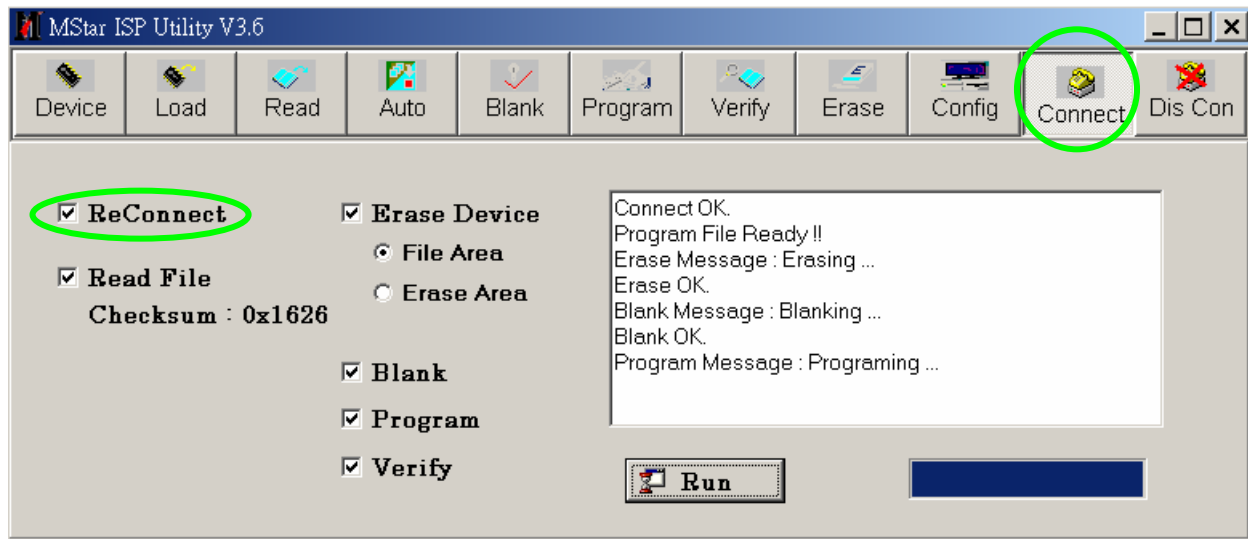 MStar ISP Utility V3.6
Device Load Read Auto Blank Program Verify Erase Config Connect Dis Con
ReConnect
Read File
Checksum : 0x1626
Erase Device
File Area
Erase Area
Blank
Program
Verify
Connect OK.
Program File Ready !!
Erase Message : Erasing ...
Erase OK.
Blank Message : Blanking ...
Blank OK.
Program Message : Programing ...
Run